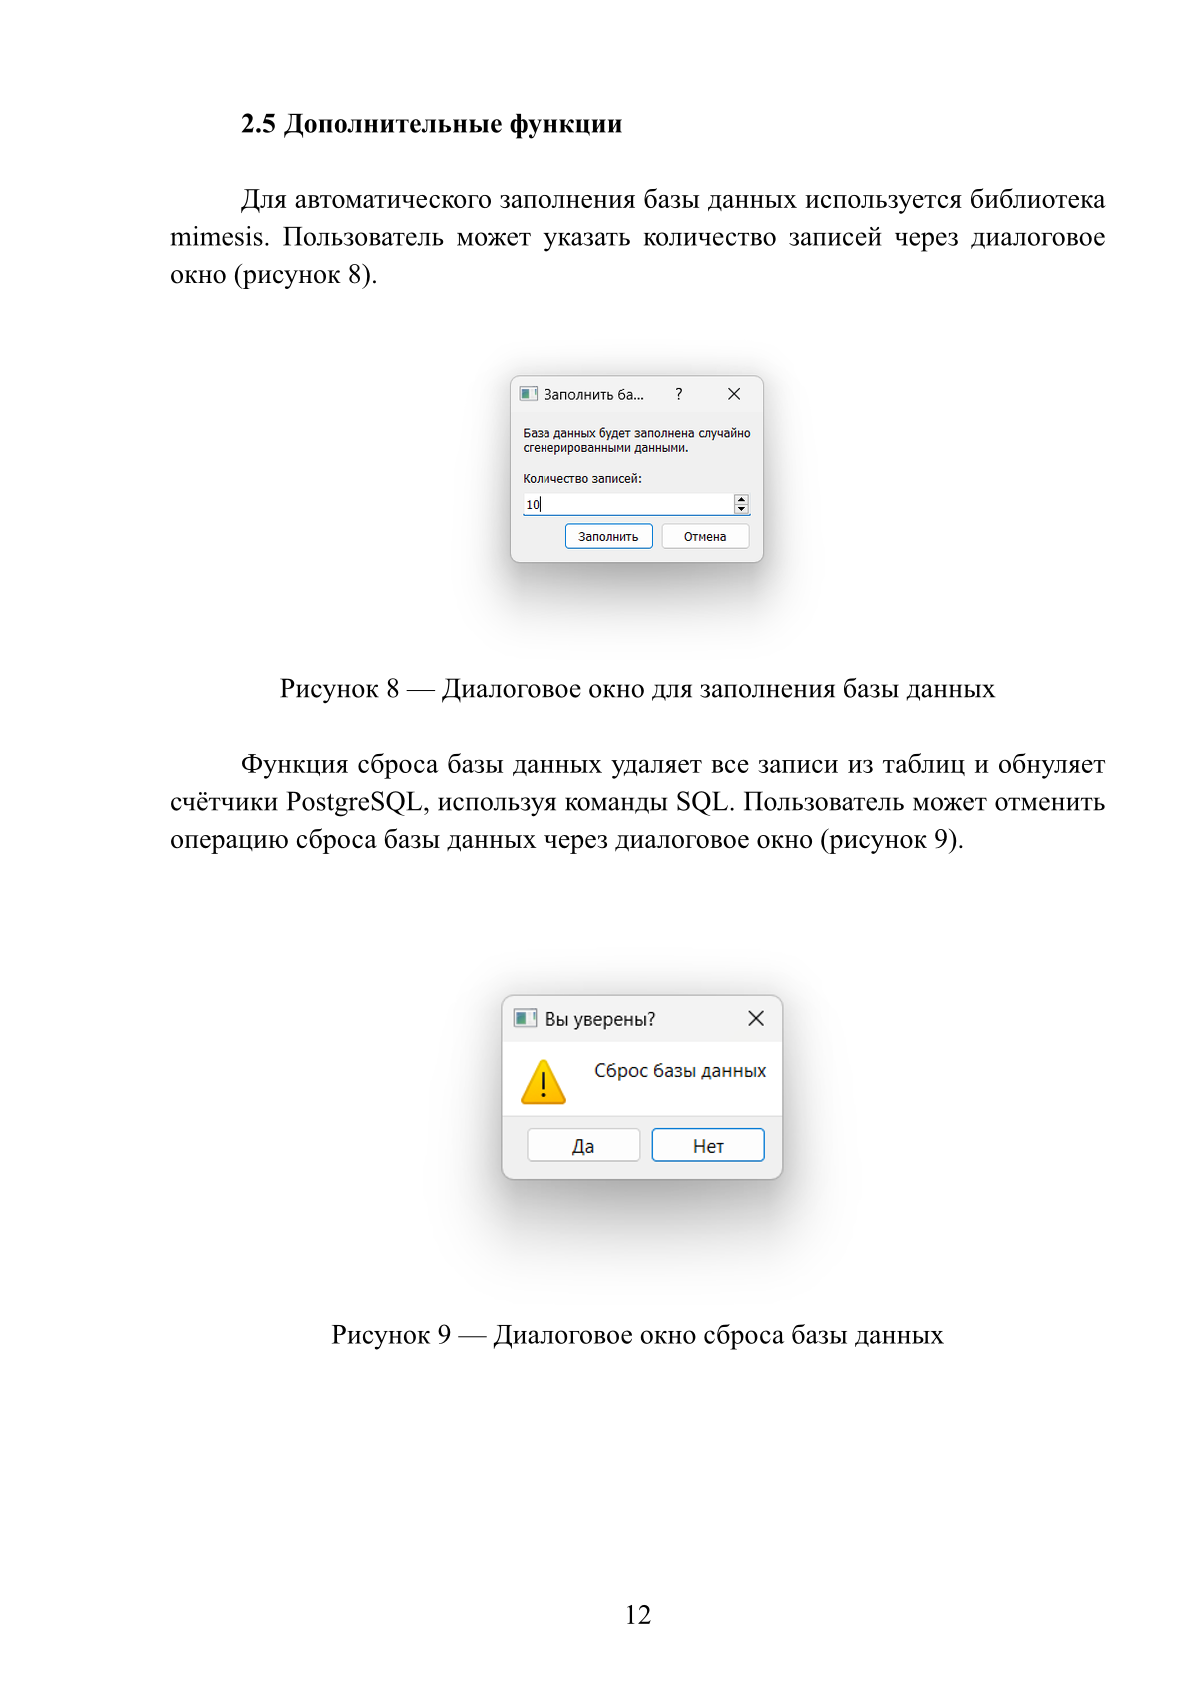 2.5 Дополнительные функции
Для автоматического заполнения базы данных используется библиотека
mimesis. Пользователь может указать количество записей через диалоговое
окно (рисунок 8).
Заполнить ба... ?
База данных будет заполнена случайно
сгенерированными данными.
Количество записей:
10
Заполнить Отмена
Рисунок 8 — Диалоговое окно для заполнения базы данных
Функция сброса базы данных удаляет все записи из таблиц и обнуляет
счётчики PostgreSQL, используя команды SQL. Пользователь может отменить
операцию сброса базы данных через диалоговое окно (рисунок 9).
Вы уверены?
Сброс базы данных
Да Нет
Рисунок 9 — Диалоговое окно сброса базы данных
12